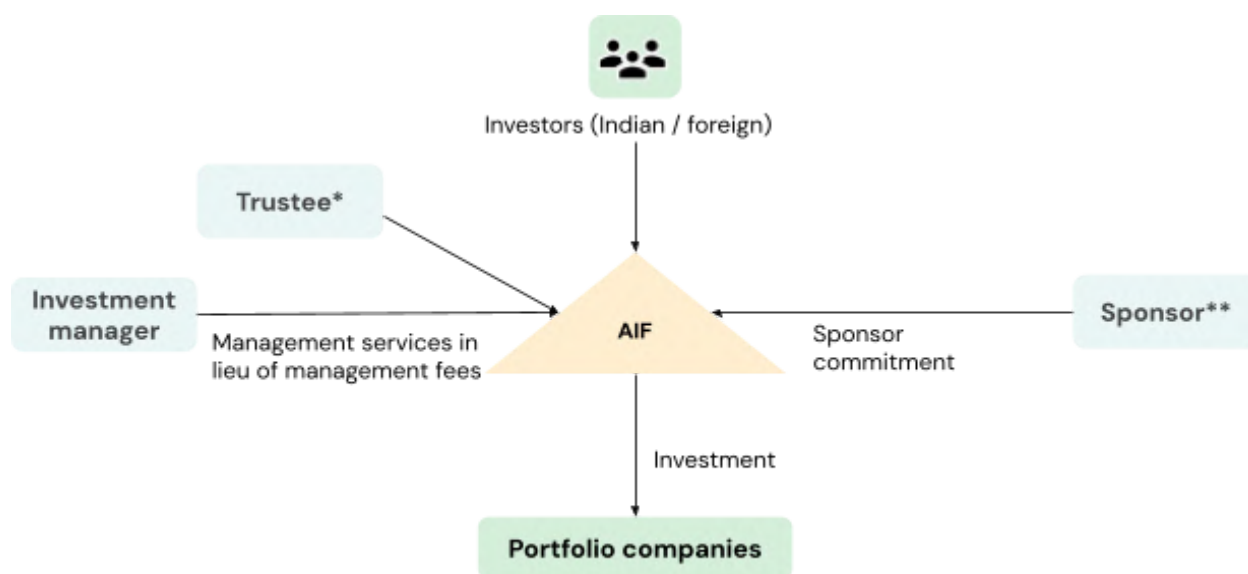 Investors (Indian / foreign)
Trustee*
Investment
manager
Management services in
lieu of management fees
AIF
Sponsor
commitment
Sponsor**
Investment
Portfolio companies